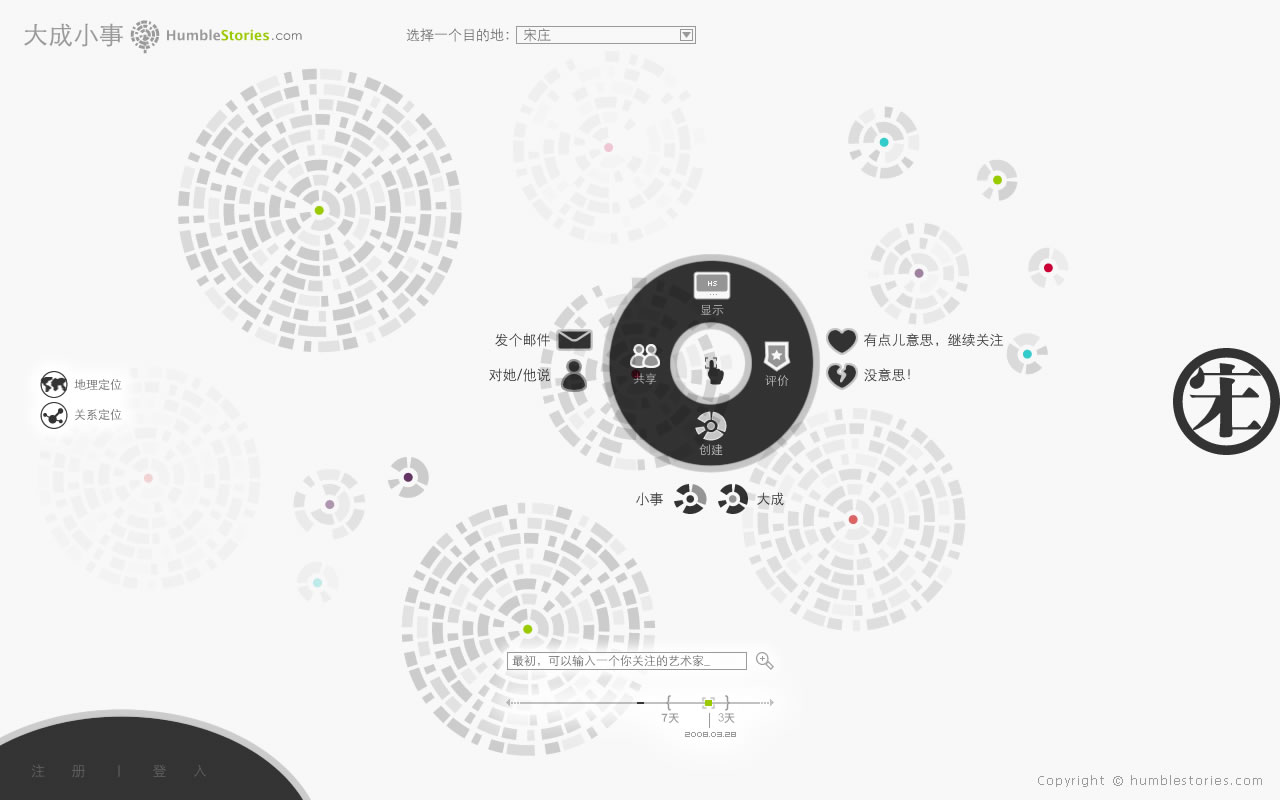 大成小事 HumbleStories.com
选择一个目的地: 宋庄
HS
显示
发个邮件
对她/他说
共享
评价
有点儿意思，继续关注
没意思!
创建
小事
大成
地理定位
关系定位
宋
最初，可以输入一个你关注的艺术家_
7天
3天
2008.03.28
注 册 | 登 入
Copyright © humblestories.com